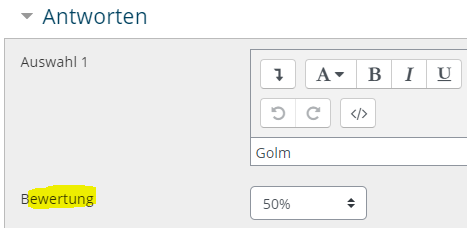 Antworten
Auswahl 1
A B I U
</>
Golm
Bewertung
50%